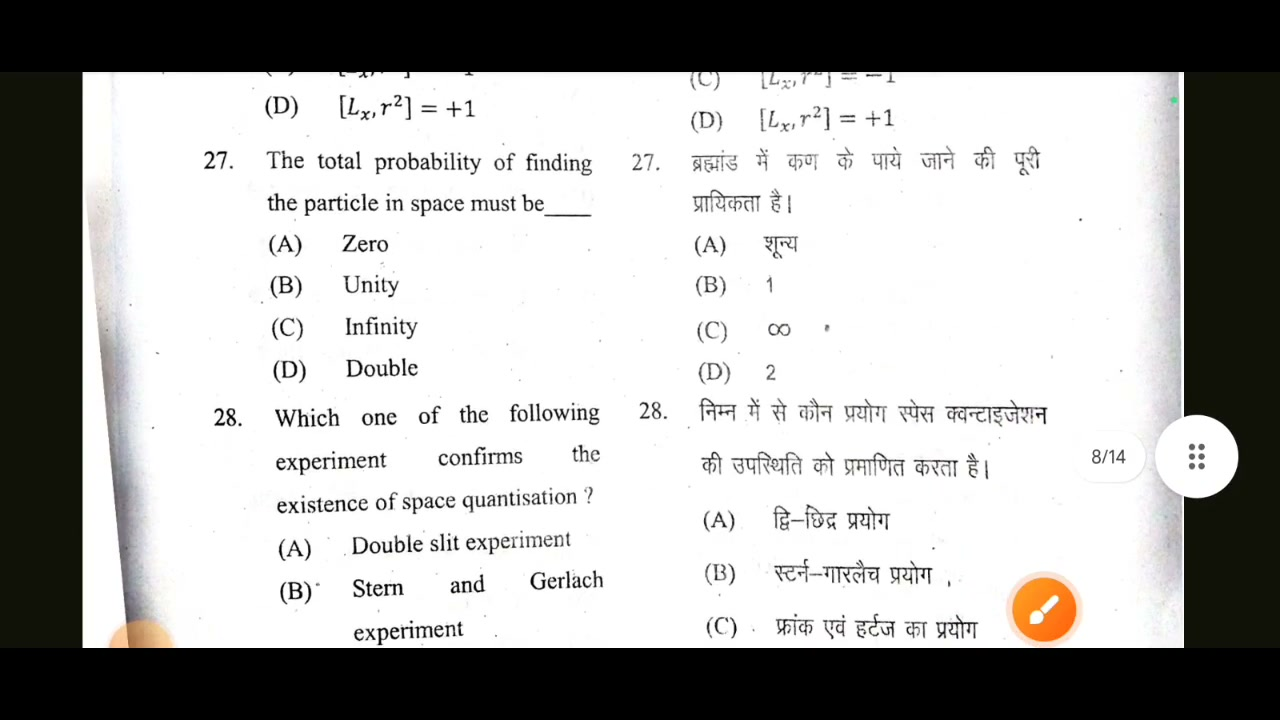 (D) [Lₓ, r²] = +1
27. The total probability of finding
the particle in space must be____
(A) Zero
(B) Unity
(C) Infinity
(D) Double
28. Which one of the following
experiment confirms the
existence of space quantisation ?
(A) Double slit experiment
(B) Stern and Gerlach
experiment
(C) [Lₓ, r²] = −1
(D) [Lₓ, r²] = +1
27. ब्रह्मांड में कण के पाये जाने की पूरी
प्रायिकता है।
(A) शून्य
(B) 1
(C) ∞
(D) 2
28. निम्न में से कौन प्रयोग स्पेस क्वन्टाइजेशन
की उपस्थिति को प्रमाणित करता है।
(A) द्वि–छिद्र प्रयोग
(B) स्टर्न–गारलैच प्रयोग
(C) फ्रांक एवं हर्टज का प्रयोग
8/14